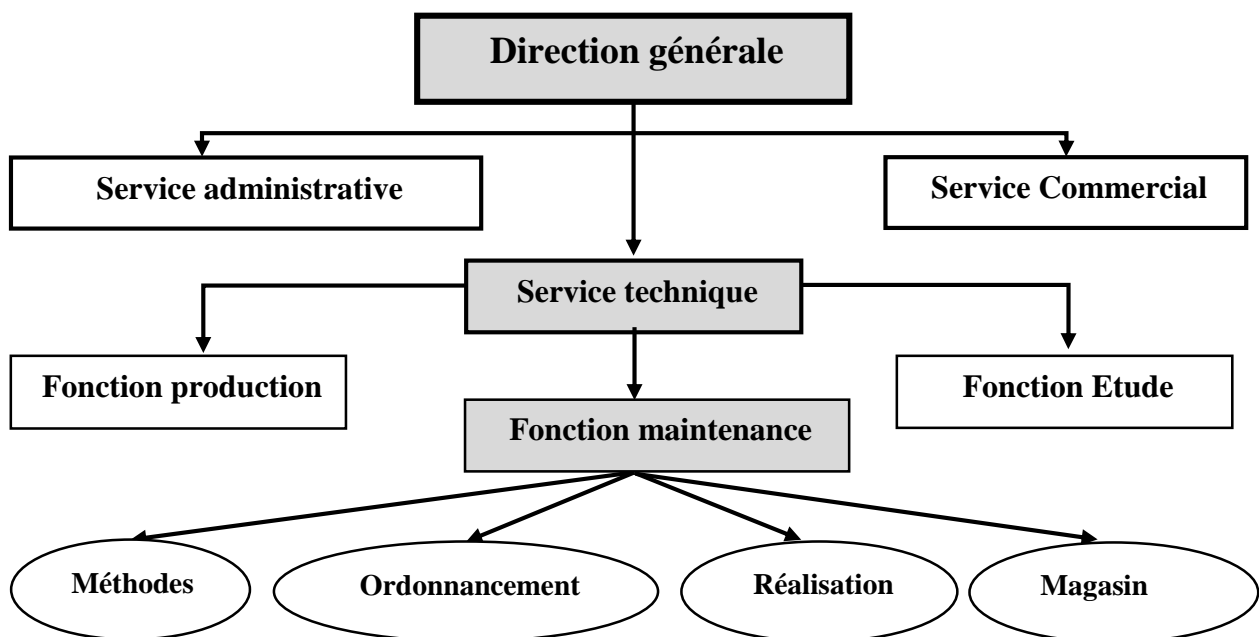 Direction générale
Service administrative
Service Commercial
Service technique
Fonction production
Fonction Etude
Fonction maintenance
Méthodes
Ordonnancement
Réalisation
Magasin